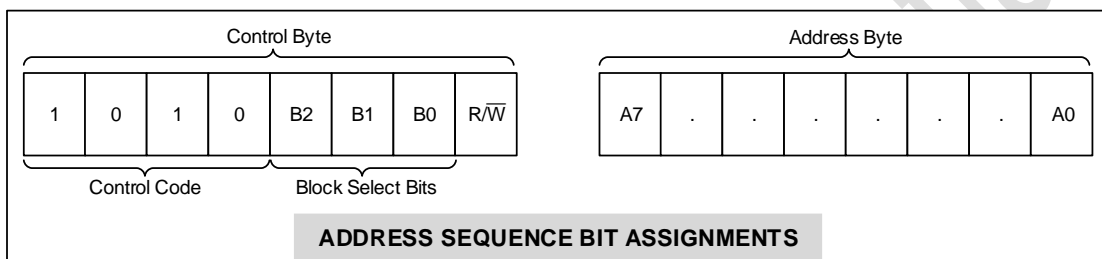 Control Byte
Address Byte
1 0 1 0 B2 B1 B0 R/W̅
A7 . . . . . . A0
Control Code
Block Select Bits
ADDRESS SEQUENCE BIT ASSIGNMENTS